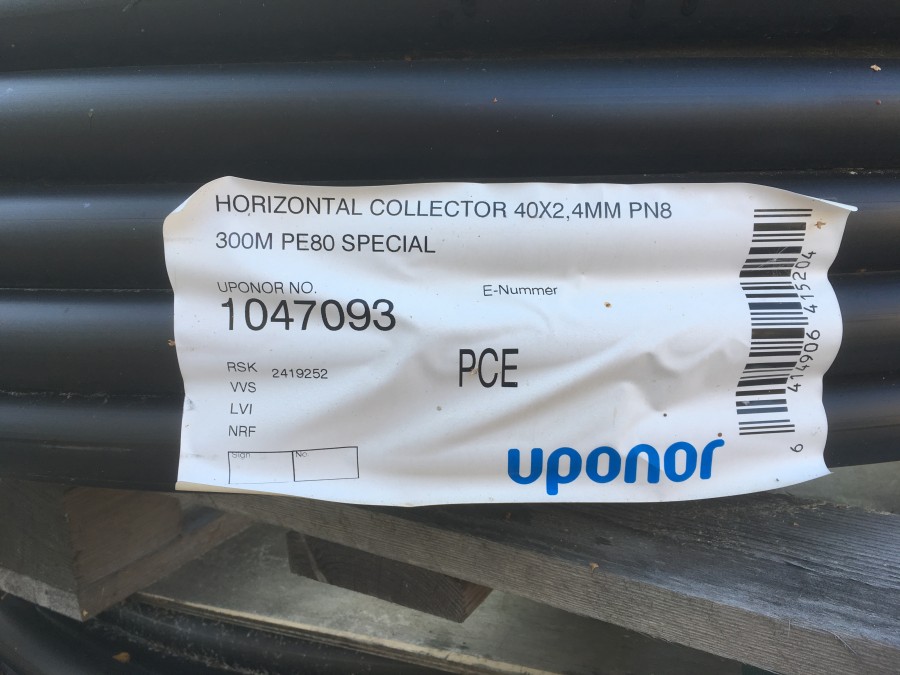 HORIZONTAL COLLECTOR 40X2,4MM PN8
300M PE80 SPECIAL
UPONOR NO.
1047093
E-Nummer
RSK 2419252
VVS
LVI
NRF
PCE
Sign. No.
uponor
6 414906 415204